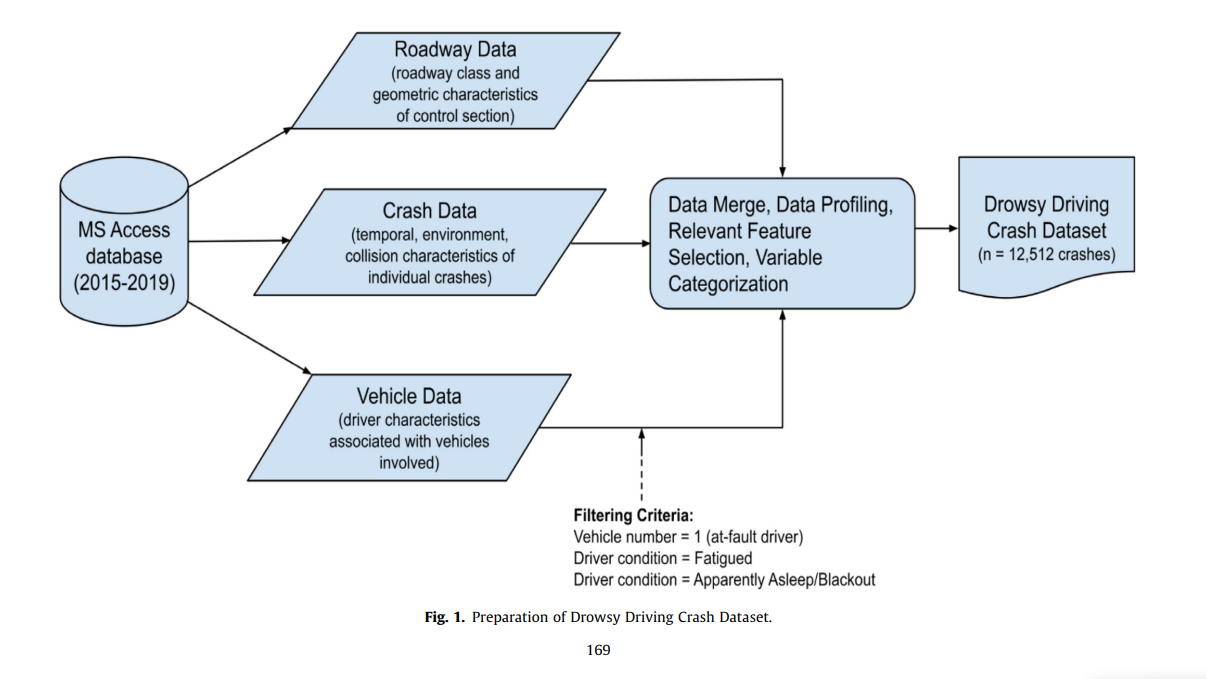 Roadway Data
(roadway class and
geometric characteristics
of control section)
MS Access
database
(2015-2019)
Crash Data
(temporal, environment,
collision characteristics of
individual crashes)
Vehicle Data
(driver characteristics
associated with vehicles
involved)
Data Merge, Data Profiling,
Relevant Feature
Selection, Variable
Categorization
Drowsy Driving
Crash Dataset
(n = 12,512 crashes)
Filtering Criteria:
Vehicle number = 1 (at-fault driver)
Driver condition = Fatigued
Driver condition = Apparently Asleep/Blackout
Fig. 1. Preparation of Drowsy Driving Crash Dataset.
169